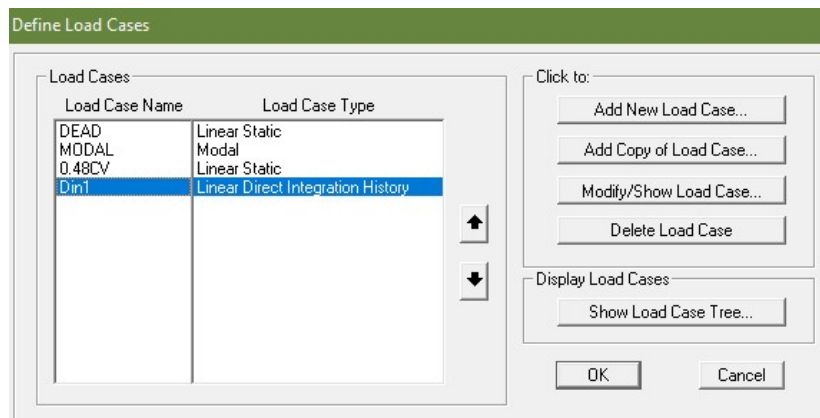 Define Load Cases
Load Cases
Load Case Name Load Case Type
DEAD Linear Static
MODAL Modal
0.48CV Linear Static
Din1 Linear Direct Integration History
Click to:
Add New Load Case...
Add Copy of Load Case...
Modify/Show Load Case...
Delete Load Case
Display Load Cases
Show Load Case Tree...
OK Cancel